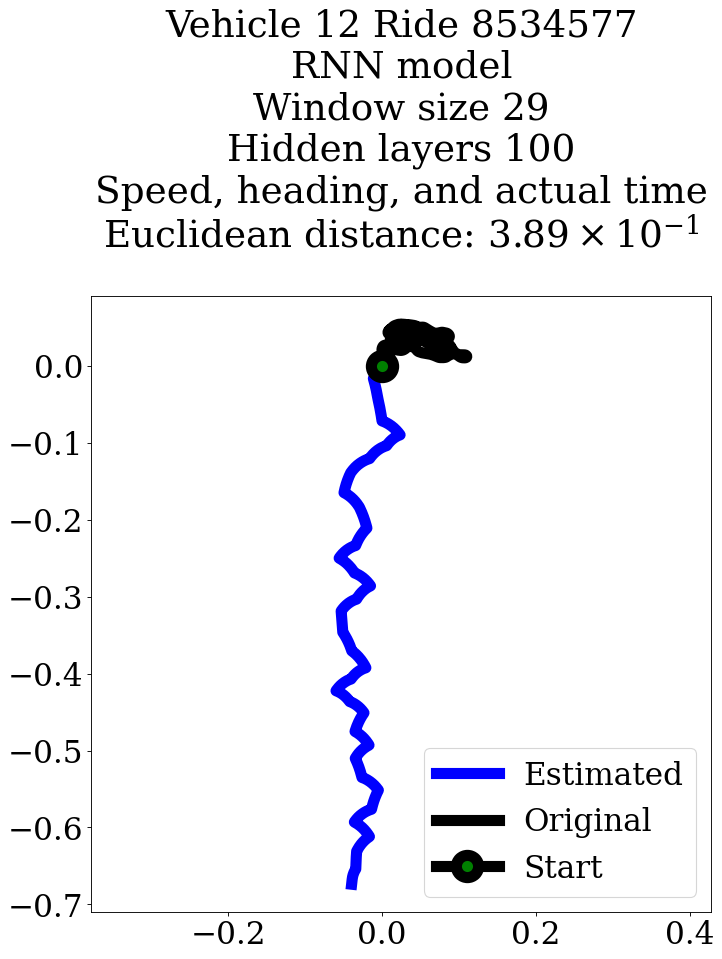 Vehicle 12 Ride 8534577
RNN model
Window size 29
Hidden layers 100
Speed, heading, and actual time
Euclidean distance: 3.89 × 10⁻¹
0.0
−0.1
−0.2
−0.3
−0.4
−0.5
−0.6
−0.7
Estimated
Original
Start
−0.2 0.0 0.2 0.4